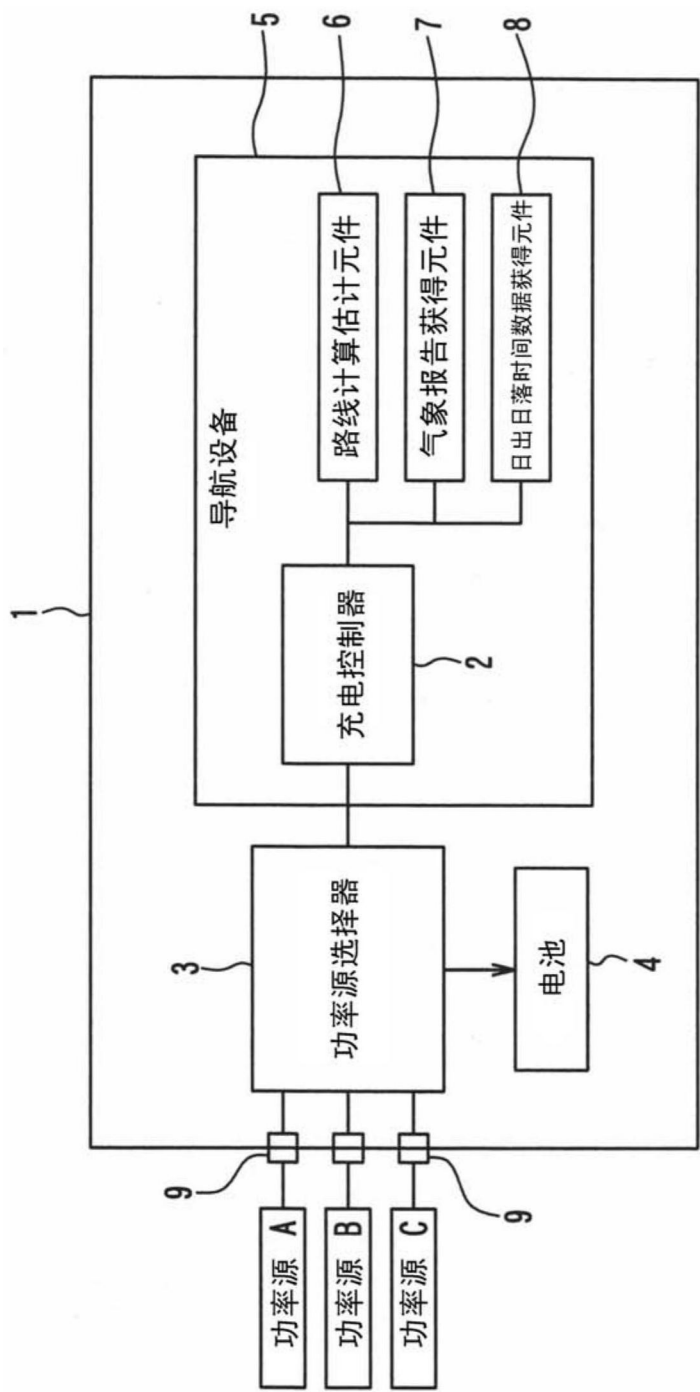 1
导航设备
5
路线计算估计元件
6
气象报告获得元件
7
日出日落时间数据获得元件
8
充电控制器
2
功率源选择器
3
电池
4
9
9
功率源 A
功率源 B
功率源 C